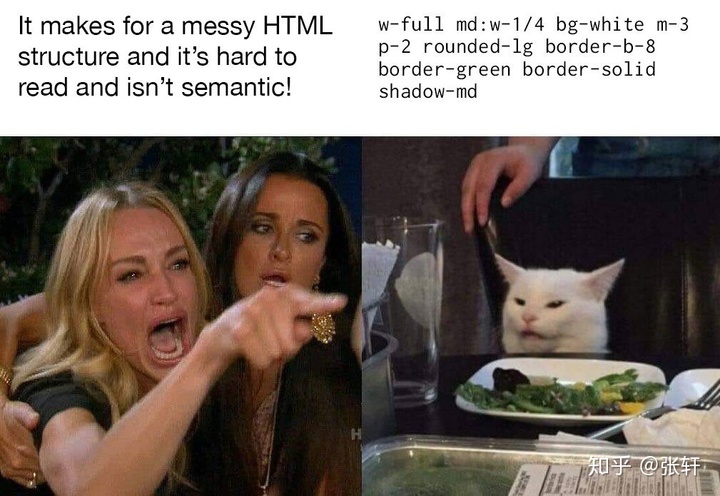 It makes for a messy HTML
structure and it’s hard to
read and isn’t semantic!
w-full md:w-1/4 bg-white m-3
p-2 rounded-lg border-b-8
border-green border-solid
shadow-md
H
知乎 @张轩